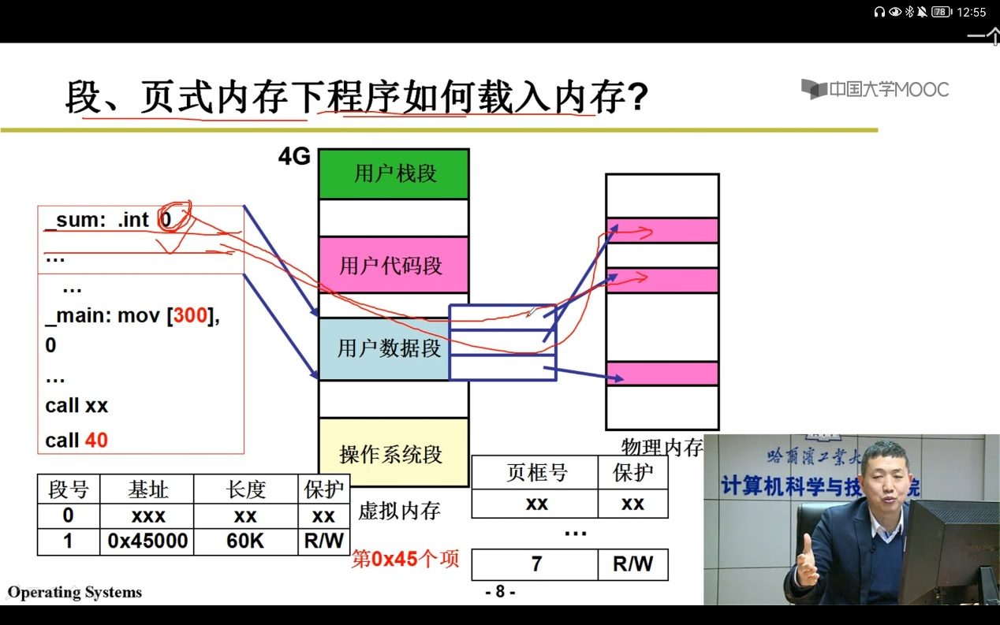 78 12:55
一个
段、页式内存下程序如何载入内存?
中国大学MOOC
4G
用户栈段
用户代码段
用户数据段
操作系统段
虚拟内存
_sum: .int 0
...
...
_main: mov [300],
0
...
call xx
call 40
物理内存
段号 基址 长度 保护
0 xxx xx xx
1 0x45000 60K R/W
第0x45个项
页框号 保护
xx xx
...
7 R/W
哈尔滨工业大
计算机科学与技 院
Operating Systems
- 8 -